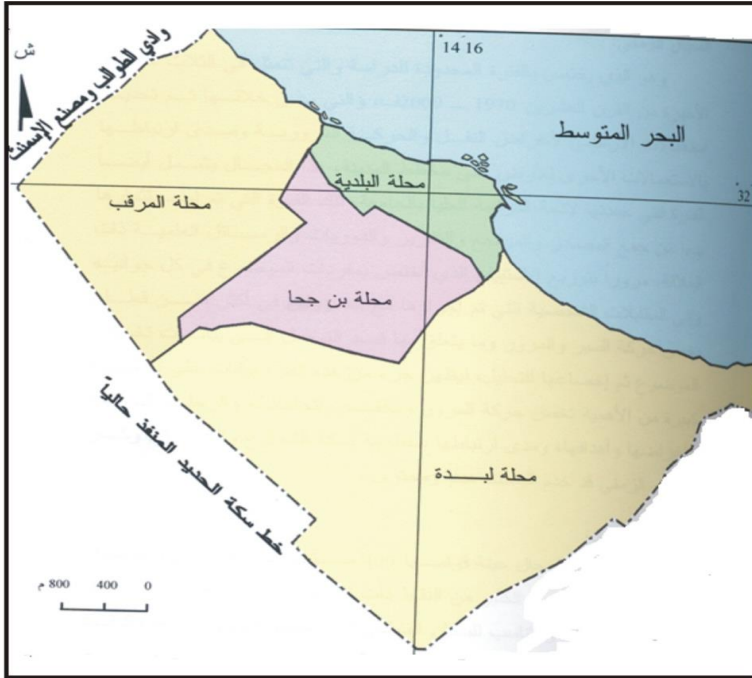 ش
وادي الطوالب ومصنع الإسمنت
14 16
البحر المتوسط
32
محلة البلدية
محلة المرقب
محلة بن جحا
محلة لبـــدة
خط سكة الحديد المنفذ حالياً
800 400 0 م